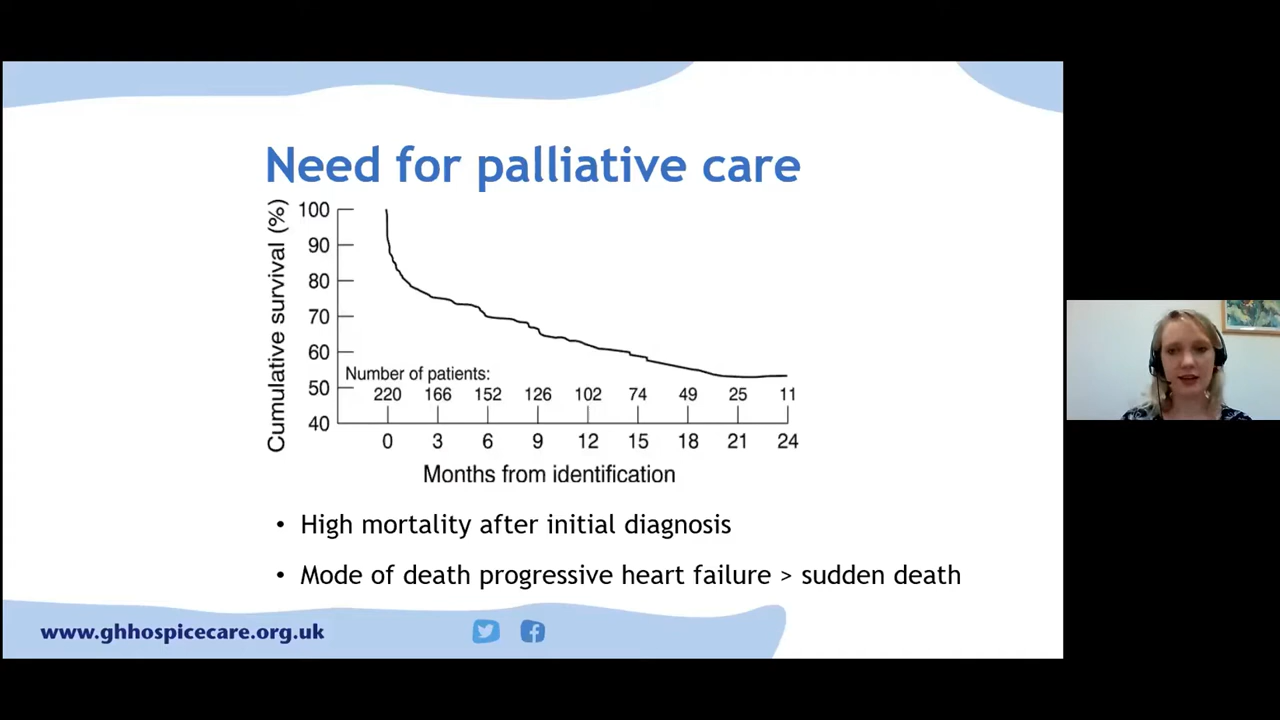 Need for palliative care
Cumulative survival (%)
100
90
80
70
60
50
40
Number of patients:
220 166 152 126 102 74 49 25 11
0 3 6 9 12 15 18 21 24
Months from identification
• High mortality after initial diagnosis
• Mode of death progressive heart failure > sudden death
www.ghhospicecare.org.uk